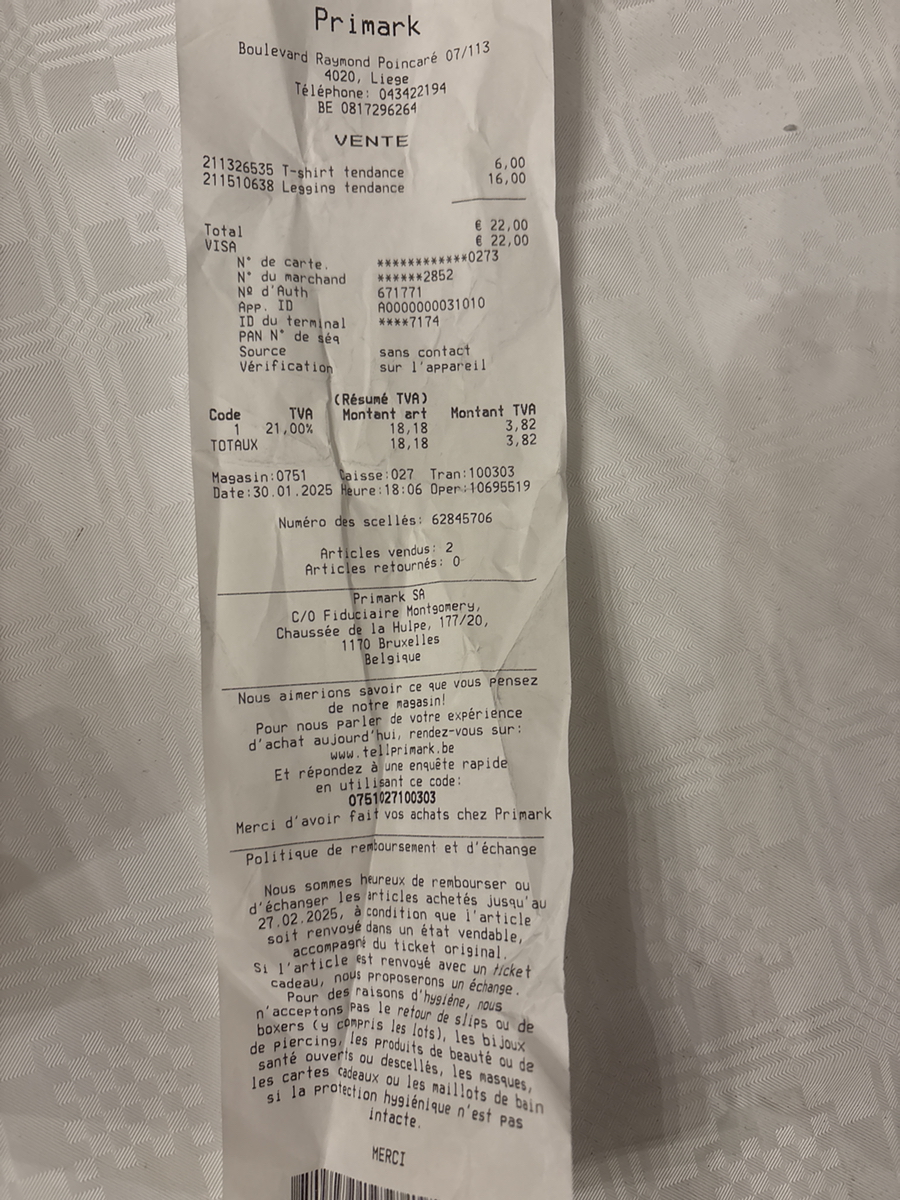 Primark
Boulevard Raymond Poincaré 07/113
4020, Liege
Téléphone: 043422194
BE 0817296264
VENTE
211326535 T-shirt tendance 6,00
211510638 Legging tendance 16,00
Total € 22,00
VISA € 22,00
N° de carte. ************0273
N° du marchand ******2852
Nº d'Auth 671771
App. ID A0000000031010
ID du terminal ****7174
PAN N° de séq
Source sans contact
Vérification sur l'appareil
(Résumé TVA)
Code TVA Montant art Montant TVA
1 21,00% 18,18 3,82
TOTAUX 18,18 3,82
Magasin:0751 Caisse:027 Tran:100303
Date:30.01.2025 Heure:18:06 Oper:10695519
Numéro des scellés: 62845706
Articles vendus: 2
Articles retournés: 0
Primark SA
C/O Fiduciaire Montgomery,
Chaussée de la Hulpe, 177/20,
1170 Bruxelles
Belgique
Nous aimerions savoir ce que vous pensez
de notre magasin!
Pour nous parler de votre expérience
d'achat aujourd'hui, rendez-vous sur:
www.tellprimark.be
Et répondez à une enquête rapide
en utilisant ce code:
0751027100303
Merci d'avoir fait vos achats chez Primark
Politique de remboursement et d'échange
Nous sommes heureux de rembourser ou
d'échanger les articles achetés jusqu'au
27.02.2025, à condition que l'article
soit renvoyé dans un état vendable,
accompagné du ticket original.
Si l'article est renvoyé avec un ticket
cadeau, nous proposerons un échange.
Pour des raisons d'hygiène, nous
n'acceptons pas le retour de slips ou de
boxers (y compris les lots), les bijoux
de piercing, les produits de beauté ou de
santé ouverts ou descellés, les masques,
les cartes cadeaux ou les maillots de bain
si la protection hygiénique n'est pas
intacte.
MERCI